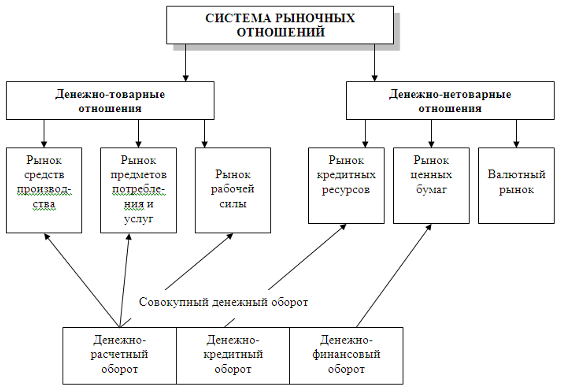 СИСТЕМА РЫНОЧНЫХ
ОТНОШЕНИЙ
Денежно-товарные
отношения
Денежно-нетоварные
отношения
Рынок
средств
производ-
ства
Рынок
предметов
потребле-
ния и
услуг
Рынок
рабочей
силы
Рынок
кредитных
ресурсов
Рынок
ценных
бумаг
Валютный
рынок
Совокупный денежный оборот
Денежно-
расчетный
оборот
Денежно-
кредитный
оборот
Денежно-
финансовый
оборот